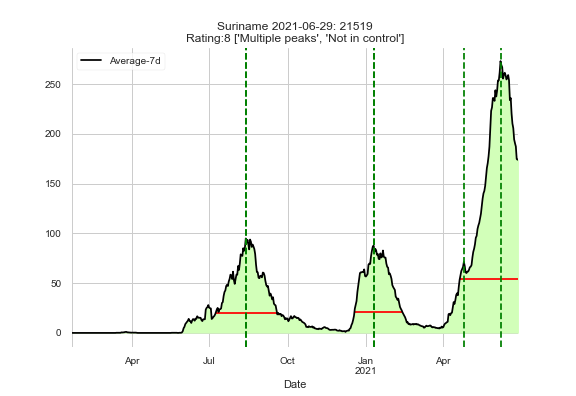 Suriname 2021-06-29: 21519
Rating:8 ['Multiple peaks', 'Not in control']
Average-7d
250
200
150
100
50
0
Apr
Jul
Oct
Jan
2021
Apr
Date